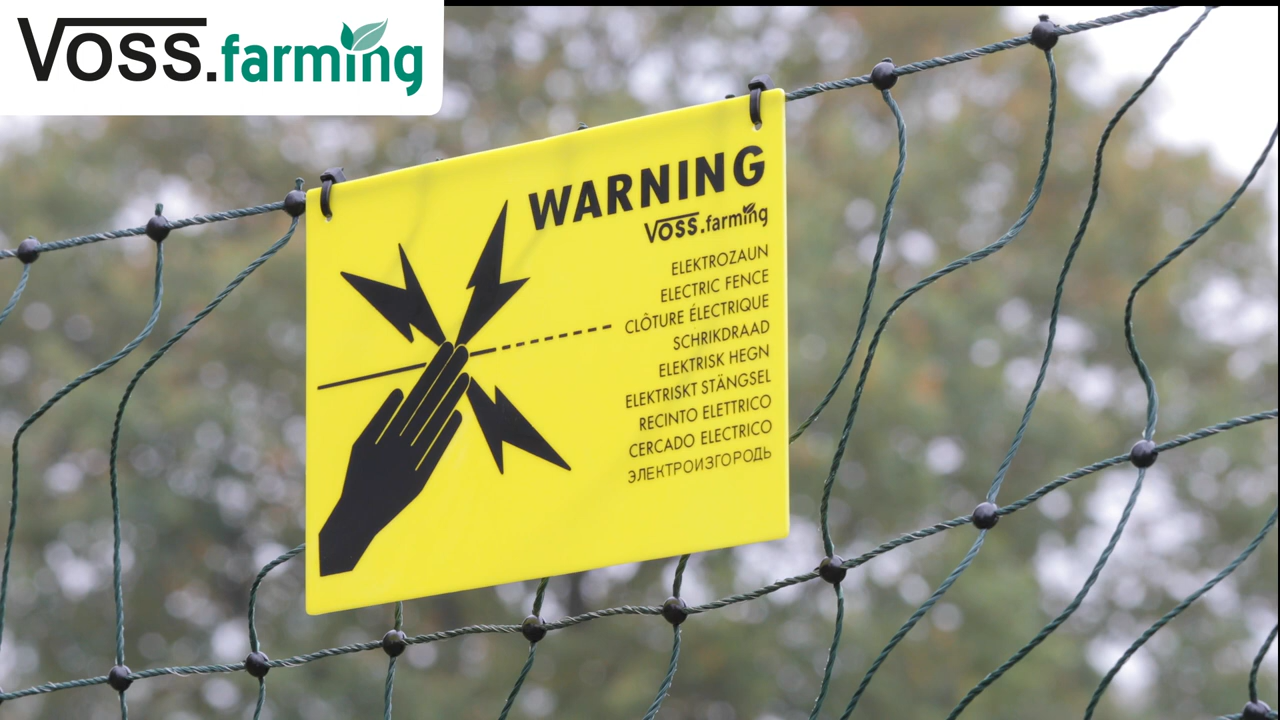 VOSS.farming
WARNING
VOSS.farming
ELEKTROZAUN
ELECTRIC FENCE
CLÔTURE ÉLECTRIQUE
SCHRIKDRAAD
ELEKTRISK HEGN
ELEKTRISKT STÄNGSEL
RECINTO ELETTRICO
CERCADO ELECTRICO
ЭЛЕКТРОИЗГОРОДЬ